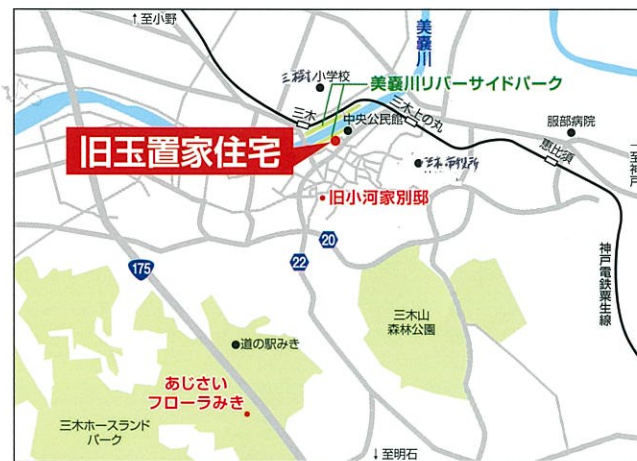 ↑至小野
美嚢川
三樹小学校
美嚢川リバーサイドパーク
三木
三木上の丸
中央公民館
服部病院
旧玉置家住宅
三木市役所
恵比須
→至神戸
旧小河家別邸
20
22
175
神戸電鉄粟生線
三木山
森林公園
道の駅みき
あじさい
フローラみき
三木ホースランド
パーク
↓至明石